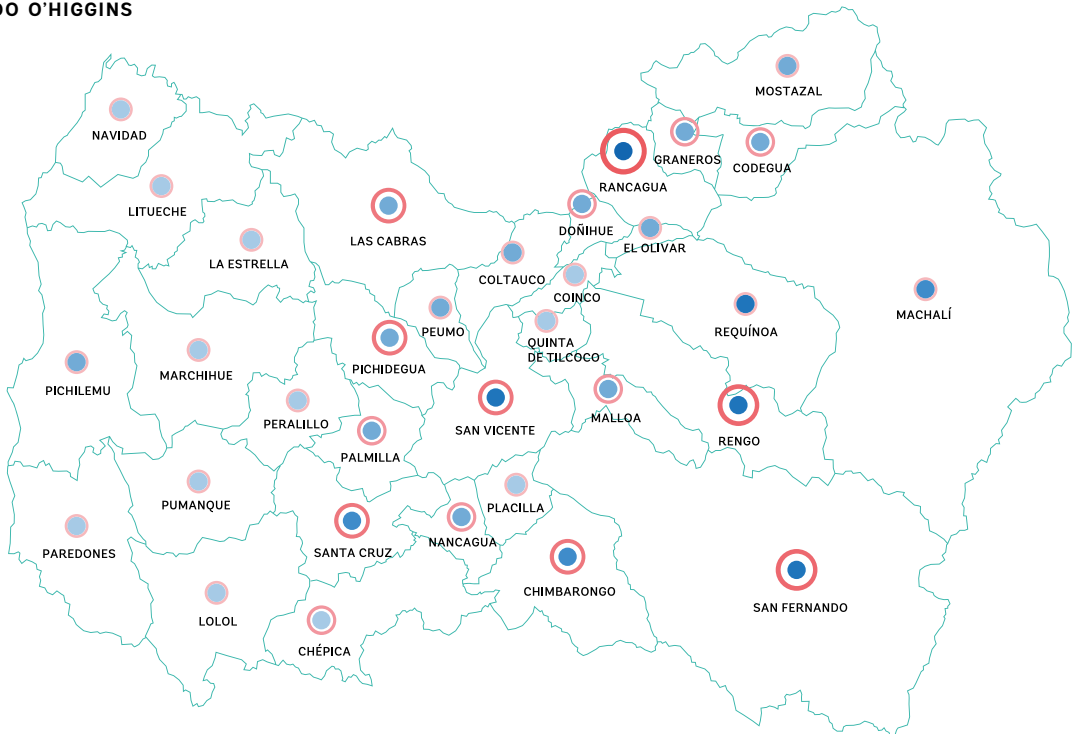 DO O'HIGGINS
MOSTAZAL
NAVIDAD
GRANEROS
CODEGUA
RANCAGUA
LITUECHE
DOÑIHUE
LAS CABRAS
EL OLIVAR
LA ESTRELLA
COLTAUCO
COINCO
MACHALÍ
PEUMO
REQUÍNOA
QUINTA
DE TILCOCO
PICHIDEGUA
MARCHIHUE
PICHILEMU
PERALILLO
SAN VICENTE
MALLOA
RENGO
PALMILLA
PUMANQUE
PLACILLA
NANCAGUA
PAREDONES
SANTA CRUZ
CHIMBARONGO
SAN FERNANDO
LOLOL
CHÉPICA